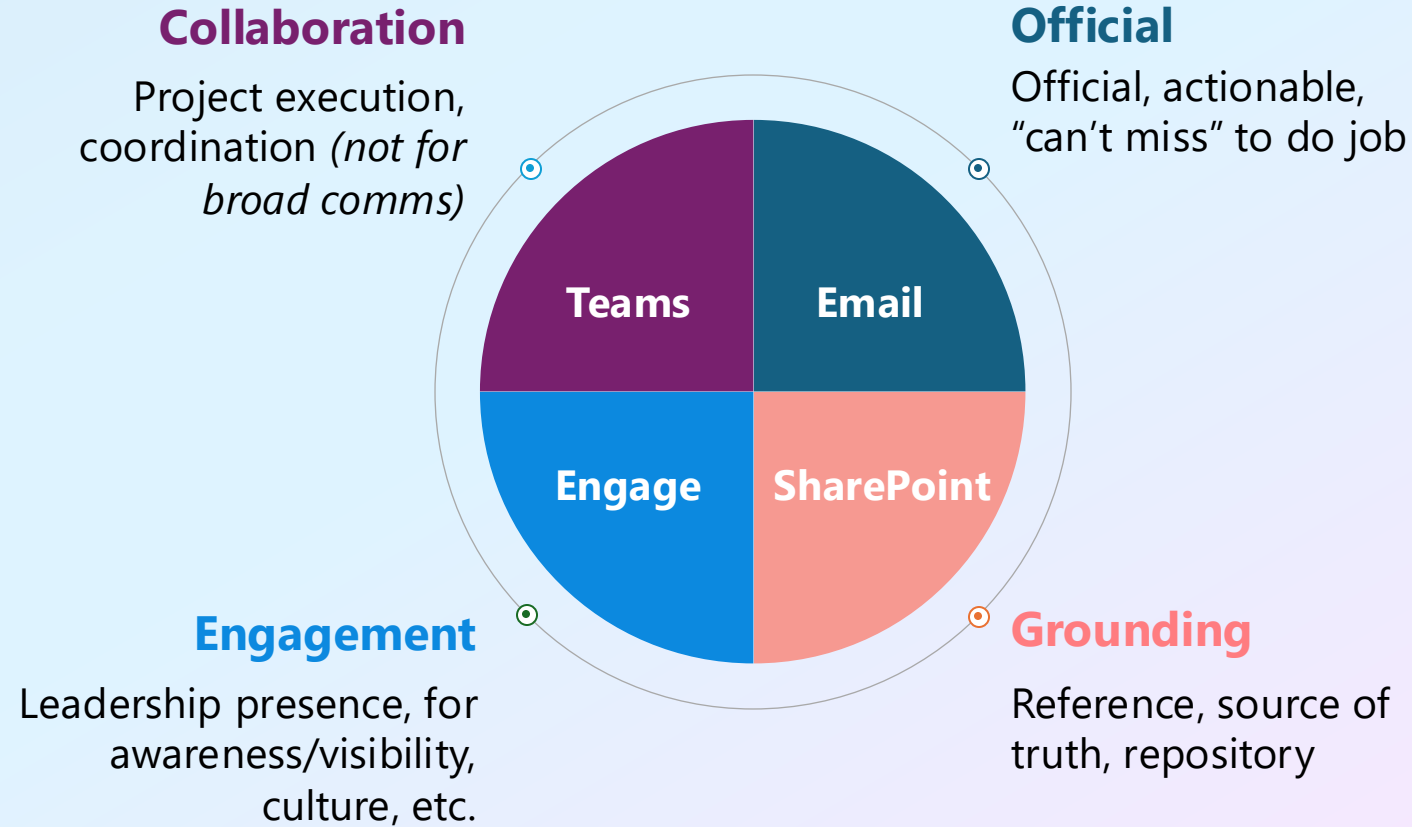 Collaboration
Project execution,
coordination (not for
broad comms)
Official
Official, actionable,
“can’t miss” to do job
Teams
Email
Engage
SharePoint
Engagement
Leadership presence, for
awareness/visibility,
culture, etc.
Grounding
Reference, source of
truth, repository